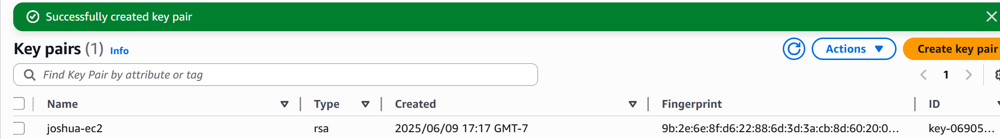 Successfully created key pair
Key pairs (1) Info
Actions
Create key pair
Find Key Pair by attribute or tag
1
Name Type Created Fingerprint ID
joshua-ec2 rsa 2025/06/09 17:17 GMT-7 9b:2e:6e:8f:d6:22:88:6d:3d:3a:cb:8d:60:20:0... key-06905...